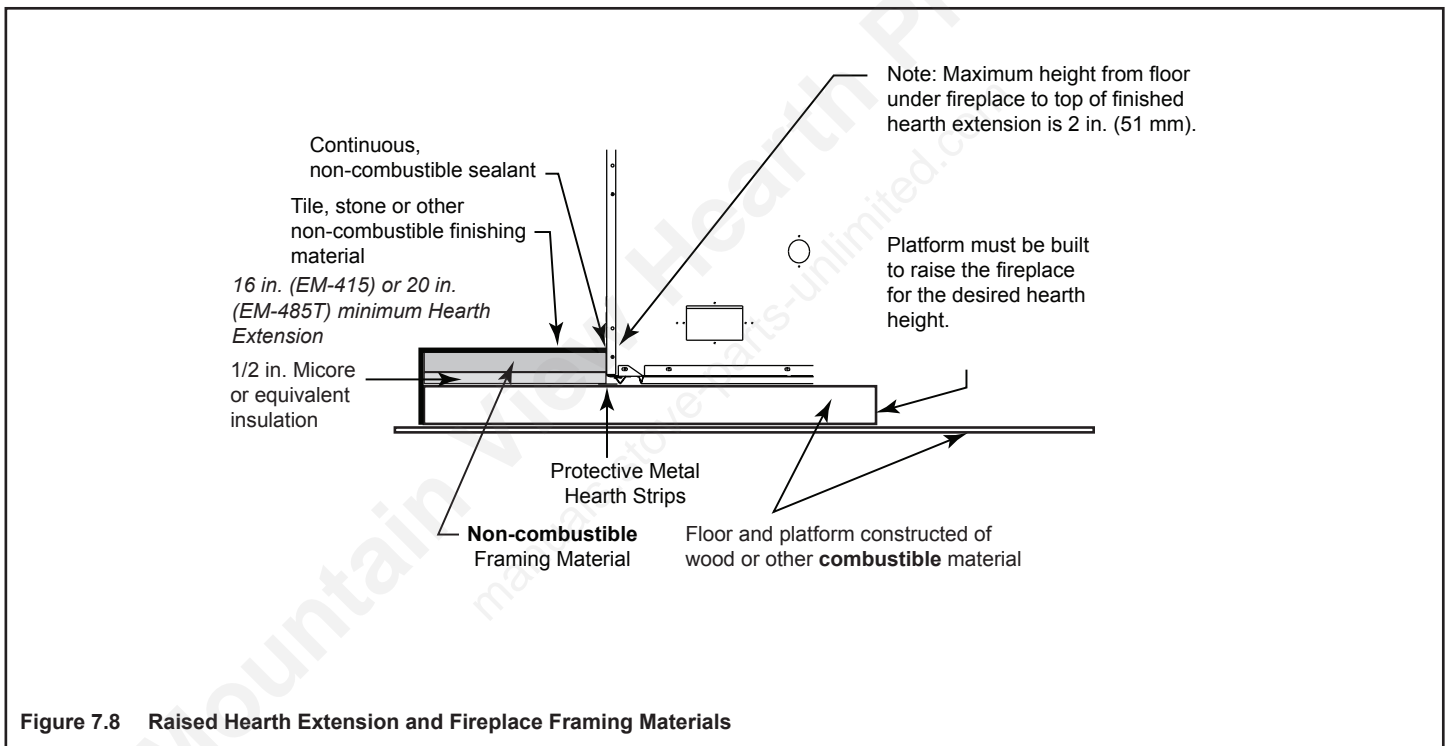 Note: Maximum height from floor
under fireplace to top of finished
hearth extension is 2 in. (51 mm).
Continuous,
non-combustible sealant
Tile, stone or other
non-combustible finishing
material
16 in. (EM-415) or 20 in.
(EM-485T) minimum Hearth
Extension
1/2 in. Micore
or equivalent
insulation
Platform must be built
to raise the fireplace
for the desired hearth
height.
Protective Metal
Hearth Strips
Non-combustible
Framing Material
Floor and platform constructed of
wood or other combustible material
Figure 7.8 Raised Hearth Extension and Fireplace Framing Materials
Mountain View Hearth